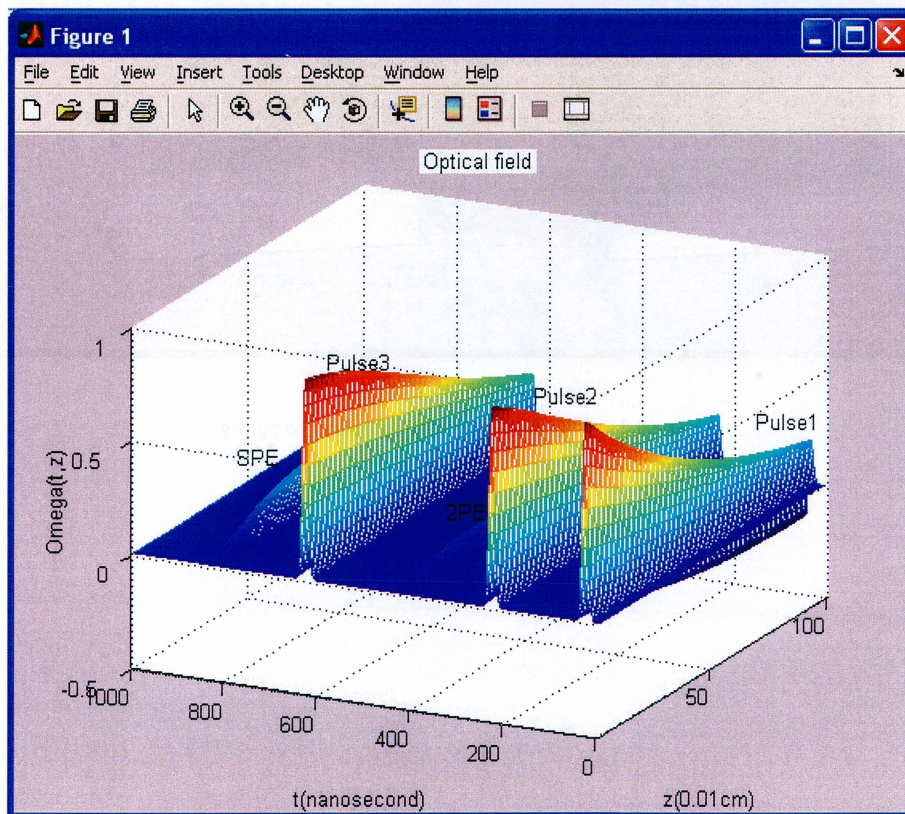 Figure 1
File Edit View Insert Tools Desktop Window Help
Optical field
1
0.5
0
-0.5
Omega(t,z)
Pulse3
Pulse2
Pulse1
SPE
2PE
1000
800
600
400
200
0
50
100
t(nanosecond)
z(0.01cm)